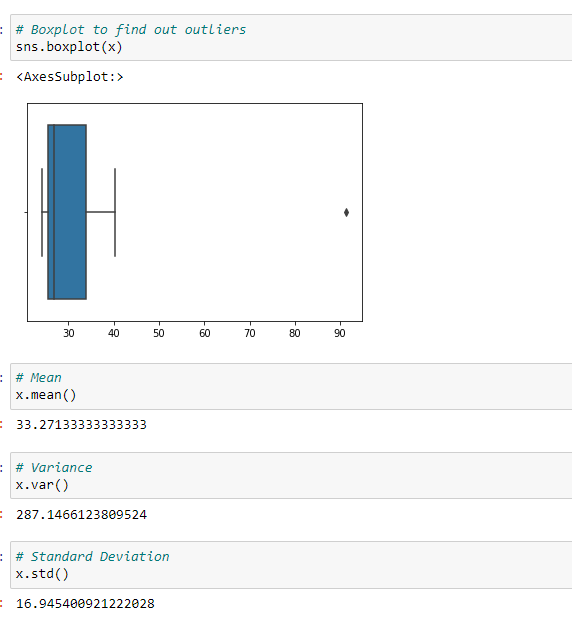 # Boxplot to find out outliers
sns.boxplot(x)
<AxesSubplot:>
30 40 50 60 70 80 90
# Mean
x.mean()
33.27133333333333
# Variance
x.var()
287.1466123809524
# Standard Deviation
x.std()
16.945400921222028